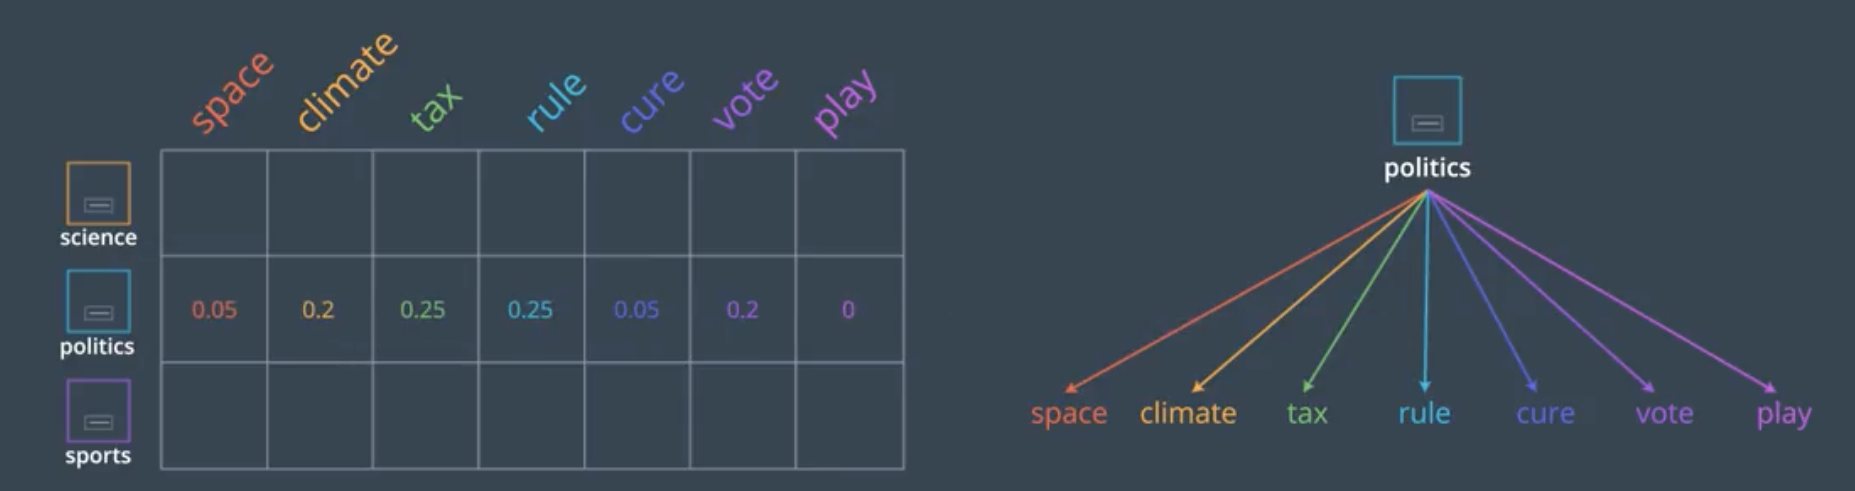 space climate tax rule cure vote play
science
politics 0.05 0.2 0.25 0.25 0.05 0.2 0
sports
politics
space climate tax rule cure vote play